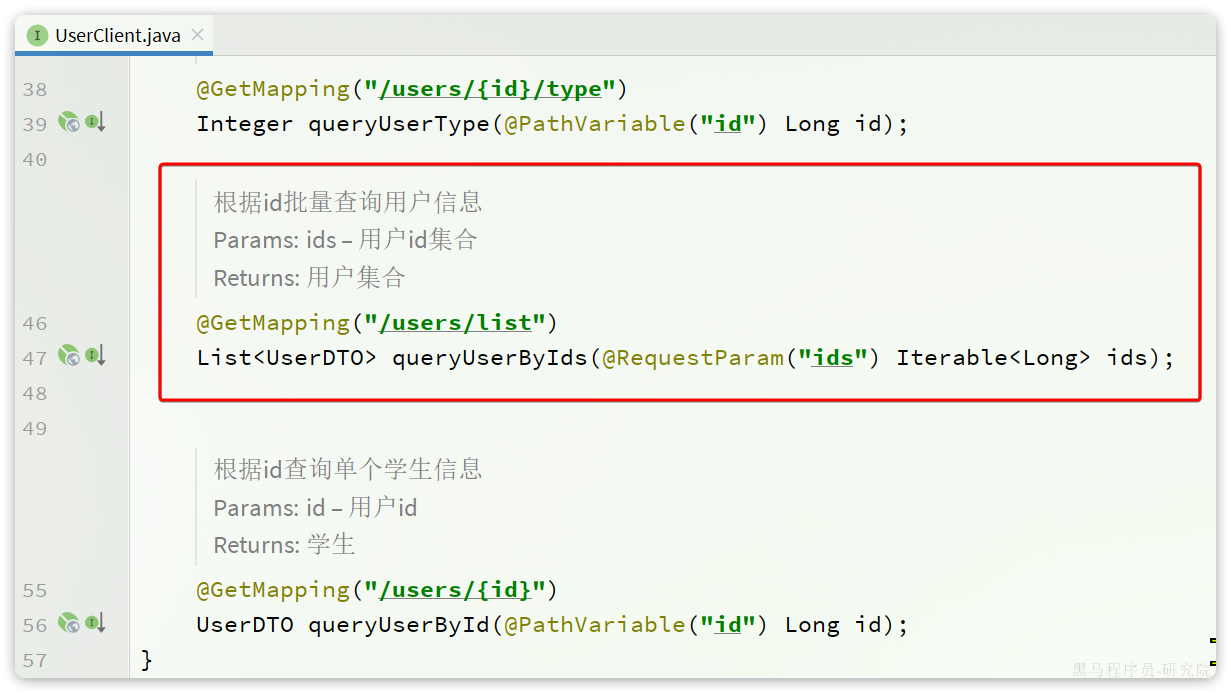 UserClient.java
38 @GetMapping("/users/{id}/type")
39 Integer queryUserType(@PathVariable("id") Long id);
40
根据id批量查询用户信息
Params: ids – 用户id集合
Returns: 用户集合
46 @GetMapping("/users/list")
47 List<UserDTO> queryUserByIds(@RequestParam("ids") Iterable<Long> ids);
48
49
根据id查询单个学生信息
Params: id – 用户id
Returns: 学生
55 @GetMapping("/users/{id}")
56 UserDTO queryUserById(@PathVariable("id") Long id);
57 }
黑马程序员-研究院